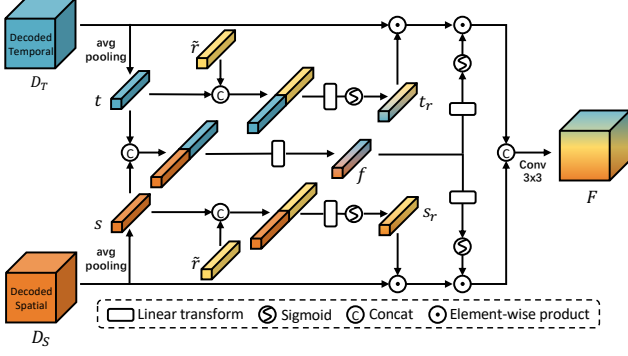 Decoded
Temporal
D_T
avg
pooling
r̃
t
C
t_r
C
f
C
Conv
3x3
F
s
C
s_r
avg
pooling
r̃
Decoded
Spatial
D_S
Linear transform
Sigmoid
C Concat
Element-wise product